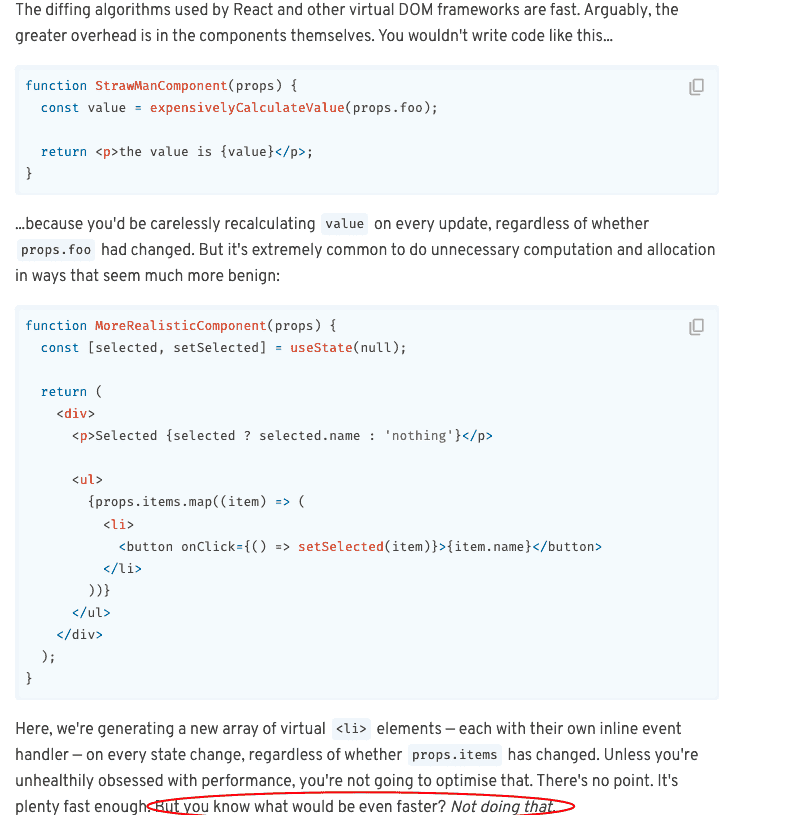 The diffing algorithms used by React and other virtual DOM frameworks are fast. Arguably, the
greater overhead is in the components themselves. You wouldn't write code like this…
function StrawManComponent(props) {
  const value = expensivelyCalculateValue(props.foo);

  return <p>the value is {value}</p>;
}
…because you'd be carelessly recalculating value on every update, regardless of whether
props.foo had changed. But it's extremely common to do unnecessary computation and allocation
in ways that seem much more benign:
function MoreRealisticComponent(props) {
  const [selected, setSelected] = useState(null);

  return (
    <div>
      <p>Selected {selected ? selected.name : 'nothing'}</p>

      <ul>
        {props.items.map((item) => (
          <li>
            <button onClick={() => setSelected(item)}>{item.name}</button>
          </li>
        ))}
      </ul>
    </div>
  );
}
Here, we're generating a new array of virtual <li> elements — each with their own inline event
handler — on every state change, regardless of whether props.items has changed. Unless you're
unhealthily obsessed with performance, you're not going to optimise that. There's no point. It's
plenty fast enough. But you know what would be even faster? Not doing that.